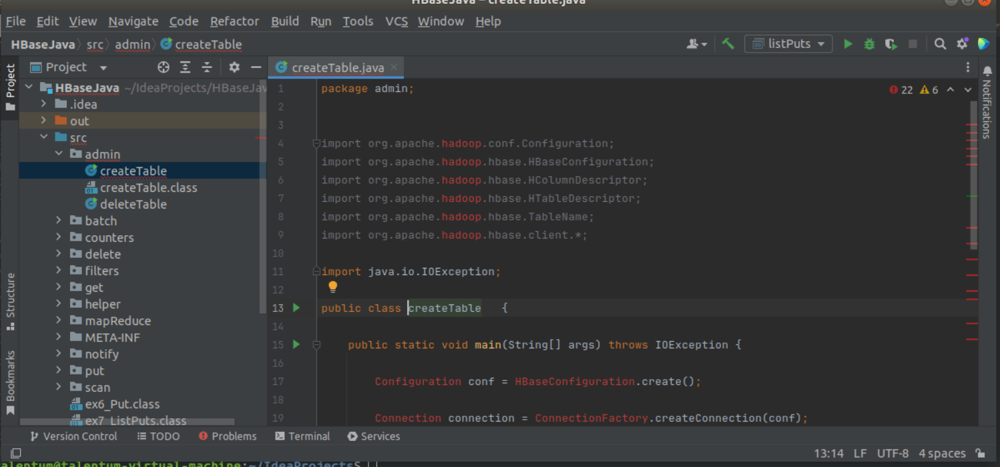 HBaseJava – createTable.java
File Edit View Navigate Code Refactor Build Run Tools VCS Window Help
HBaseJava src admin createTable
listPuts
Project
Project
createTable.java
HBaseJava ~/IdeaProjects/HBaseJav
.idea
out
src
admin
createTable
createTable.class
deleteTable
batch
counters
delete
filters
get
helper
mapReduce
META-INF
notify
put
scan
ex6_Put.class
ex7_ListPuts.class
Structure
Bookmarks
22 6
1 package admin;
2
3
4 import org.apache.hadoop.conf.Configuration;
5 import org.apache.hadoop.hbase.HBaseConfiguration;
6 import org.apache.hadoop.hbase.HColumnDescriptor;
7 import org.apache.hadoop.hbase.HTableDescriptor;
8 import org.apache.hadoop.hbase.TableName;
9 import org.apache.hadoop.hbase.client.*;
10
11 import java.io.IOException;
12
13 public class createTable {
14
15 public static void main(String[] args) throws IOException {
16
17 Configuration conf = HBaseConfiguration.create();
18
19 Connection connection = ConnectionFactory.createConnection(conf);
Notifications
Version Control TODO Problems Terminal Services
13:14 LF UTF-8 4 spaces
talentum@talentum-virtual-machine:~/IdeaProjects$